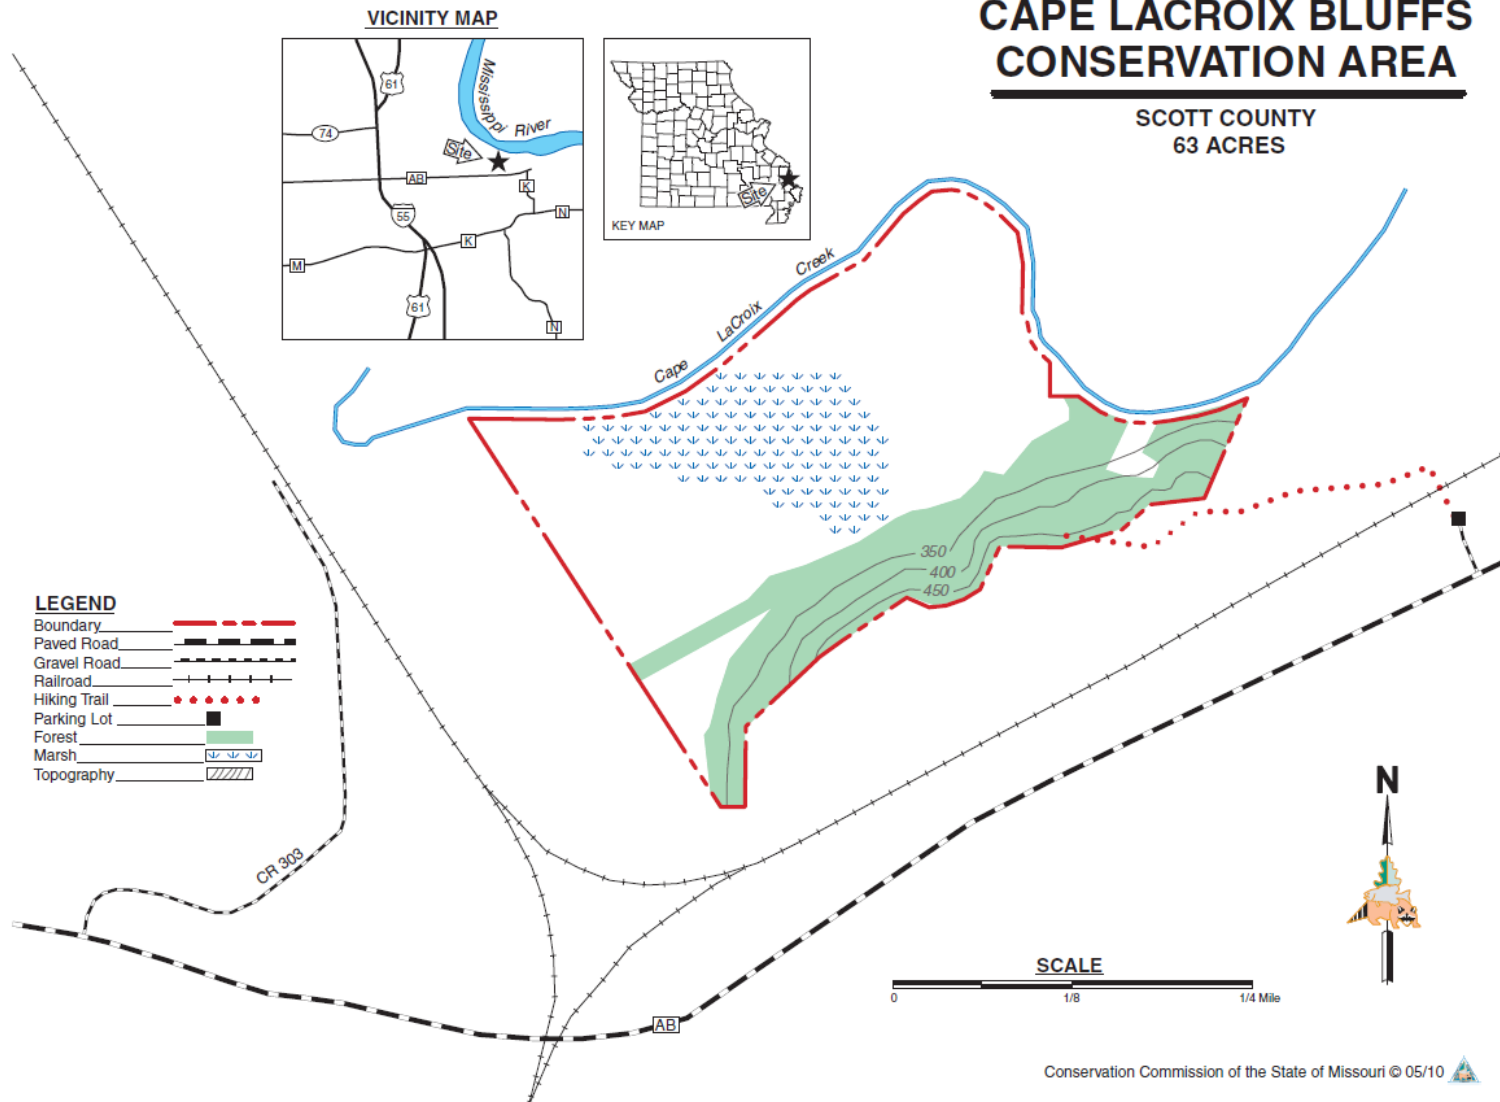 CAPE LACROIX BLUFFS
CONSERVATION AREA
SCOTT COUNTY
63 ACRES
VICINITY MAP
61
74
Mississippi
River
Site
AB
K
N
55
K
M
61
N
Site
KEY MAP
Cape LaCroix Creek
350
400
450
LEGEND
Boundary
Paved Road
Gravel Road
Railroad
Hiking Trail
Parking Lot
Forest
Marsh
Topography
CR 303
AB
N
SCALE
0 1/8 1/4 Mile
Conservation Commission of the State of Missouri © 05/10